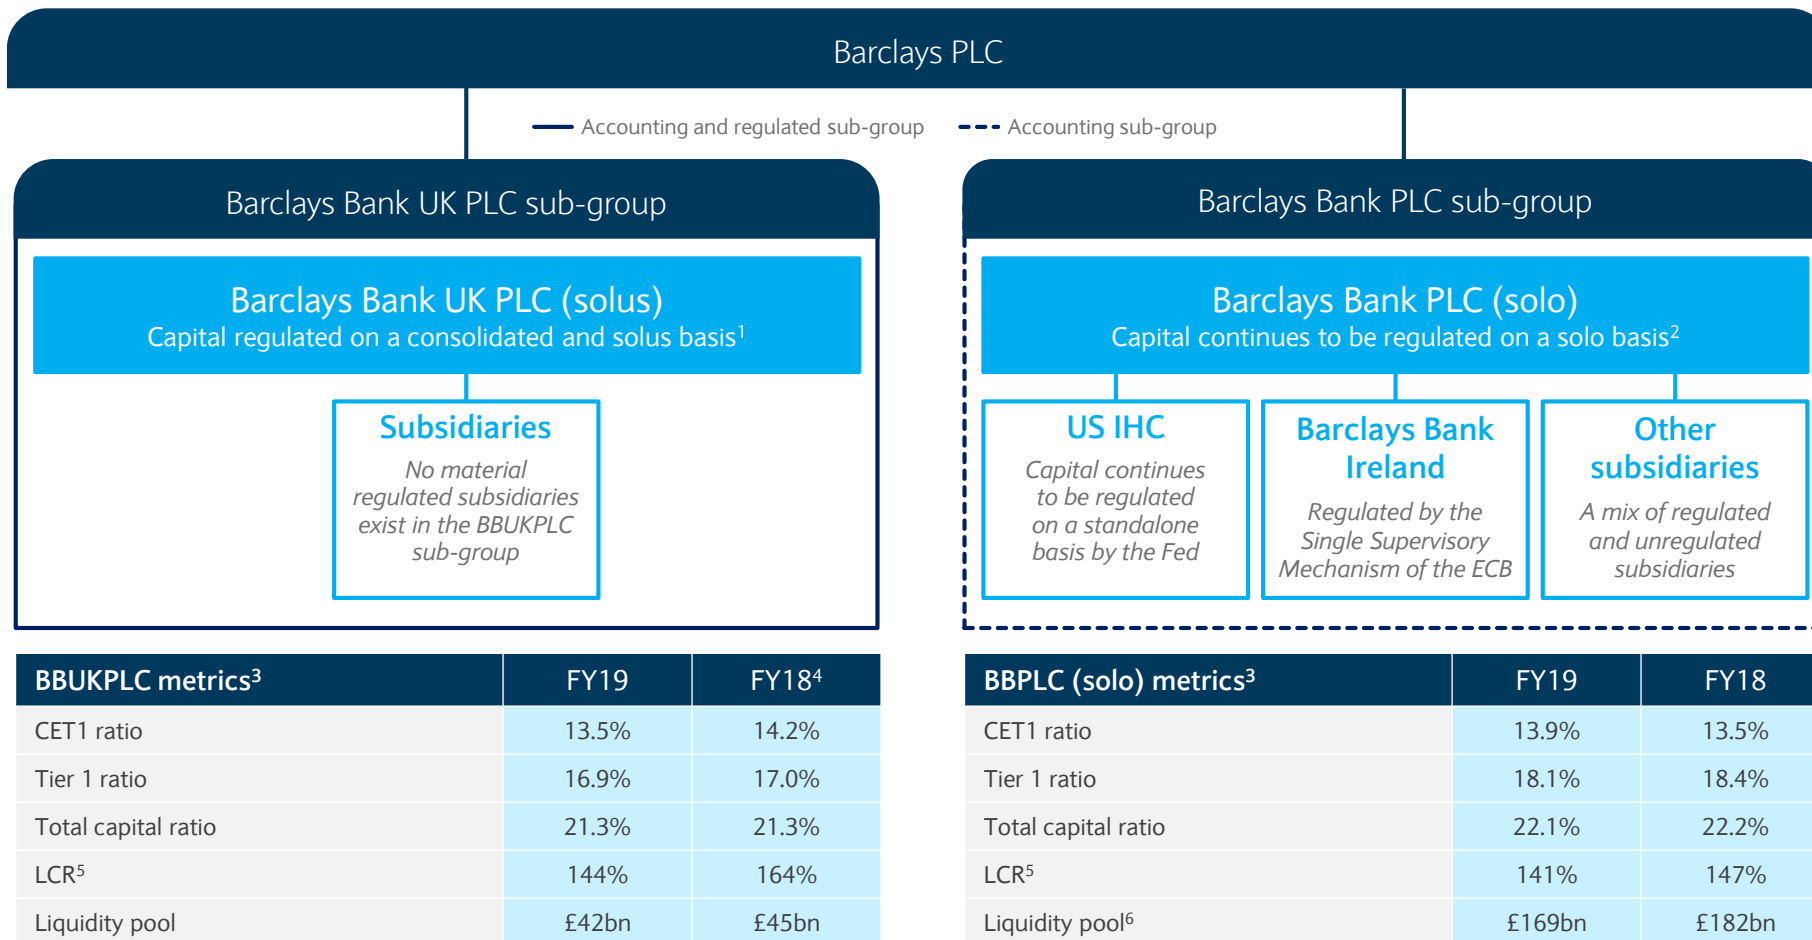 Barclays PLC
Accounting and regulated sub-group
Accounting sub-group
Barclays Bank UK PLC sub-group
Barclays Bank UK PLC (solus)
Capital regulated on a consolidated and solus basis¹
Subsidiaries
No material
regulated subsidiaries
exist in the BBUKPLC
sub-group
Barclays Bank PLC sub-group
Barclays Bank PLC (solo)
Capital continues to be regulated on a solo basis²
US IHC
Capital continues
to be regulated
on a standalone
basis by the Fed
Barclays Bank
Ireland
Regulated by the
Single Supervisory
Mechanism of the ECB
Other
subsidiaries
A mix of regulated
and unregulated
subsidiaries
BBUKPLC metrics³ FY19 FY18⁴
CET1 ratio 13.5% 14.2%
Tier 1 ratio 16.9% 17.0%
Total capital ratio 21.3% 21.3%
LCR⁵ 144% 164%
Liquidity pool £42bn £45bn
BBPLC (solo) metrics³ FY19 FY18
CET1 ratio 13.9% 13.5%
Tier 1 ratio 18.1% 18.4%
Total capital ratio 22.1% 22.2%
LCR⁵ 141% 147%
Liquidity pool⁶ £169bn £182bn